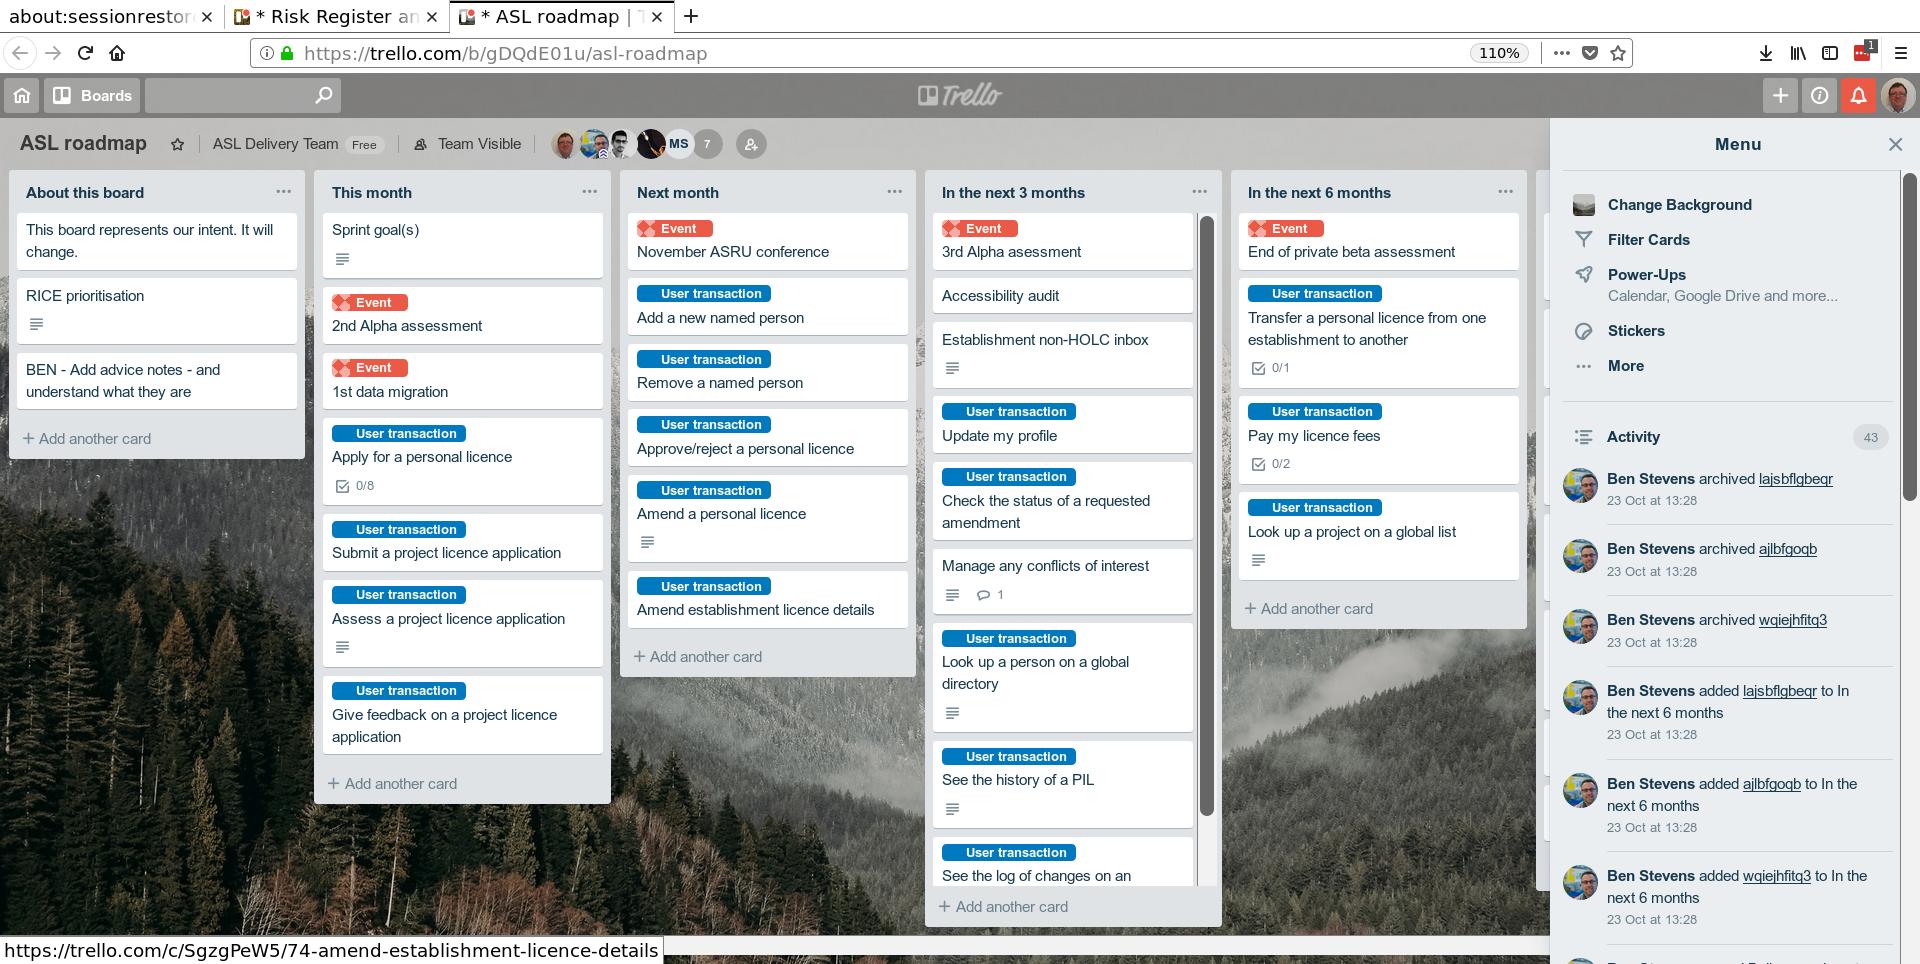 about:sessionrestor
* Risk Register an
* ASL roadmap | T
https://trello.com/b/gDQdE01u/asl-roadmap
110%
1
Boards
Trello
ASL roadmap
ASL Delivery Team
Free
Team Visible
MS
7
About this board
This board represents our intent. It will
change.
RICE prioritisation
BEN - Add advice notes - and
understand what they are
+ Add another card
This month
Sprint goal(s)
Event
2nd Alpha assessment
Event
1st data migration
User transaction
Apply for a personal licence
0/8
User transaction
Submit a project licence application
User transaction
Assess a project licence application
User transaction
Give feedback on a project licence
application
+ Add another card
Next month
Event
November ASRU conference
User transaction
Add a new named person
User transaction
Remove a named person
User transaction
Approve/reject a personal licence
User transaction
Amend a personal licence
User transaction
Amend establishment licence details
+ Add another card
In the next 3 months
Event
3rd Alpha asessment
Accessibility audit
Establishment non-HOLC inbox
User transaction
Update my profile
User transaction
Check the status of a requested
amendment
Manage any conflicts of interest
1
User transaction
Look up a person on a global
directory
User transaction
See the history of a PIL
User transaction
See the log of changes on an
+ Add another card
In the next 6 months
Event
End of private beta assessment
User transaction
Transfer a personal licence from one
establishment to another
0/1
User transaction
Pay my licence fees
0/2
User transaction
Look up a project on a global list
+ Add another card
Menu
Change Background
Filter Cards
Power-Ups
Calendar, Google Drive and more...
Stickers
More
Activity
43
Ben Stevens archived lajsbflgbeqr
23 Oct at 13:28
Ben Stevens archived ajlbfgoqb
23 Oct at 13:28
Ben Stevens archived wqiejhfitq3
23 Oct at 13:28
Ben Stevens added lajsbflgbeqr to In
the next 6 months
23 Oct at 13:28
Ben Stevens added ajlbfgoqb to In the
next 6 months
23 Oct at 13:28
Ben Stevens added wqiejhfitq3 to In the
next 6 months
23 Oct at 13:28
https://trello.com/c/SgzgPeW5/74-amend-establishment-licence-details